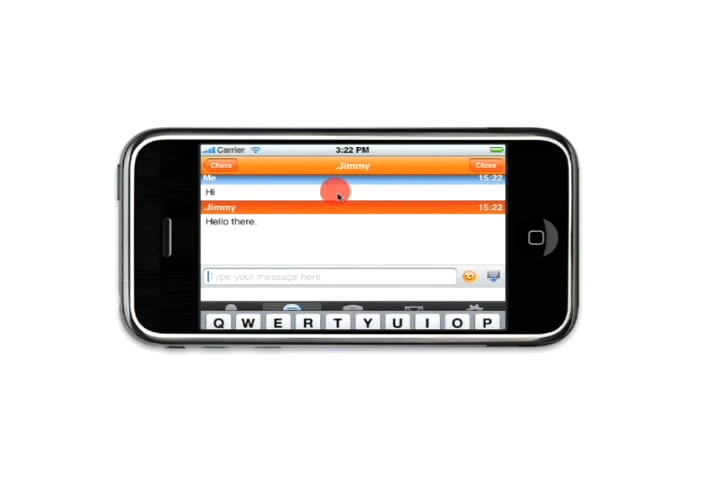 Carrier 3:22 PM
Chats Jimmy Close
Me 15:22
Hi
Jimmy 15:22
Hello there.
Type your message here
Q W E R T Y U I O P